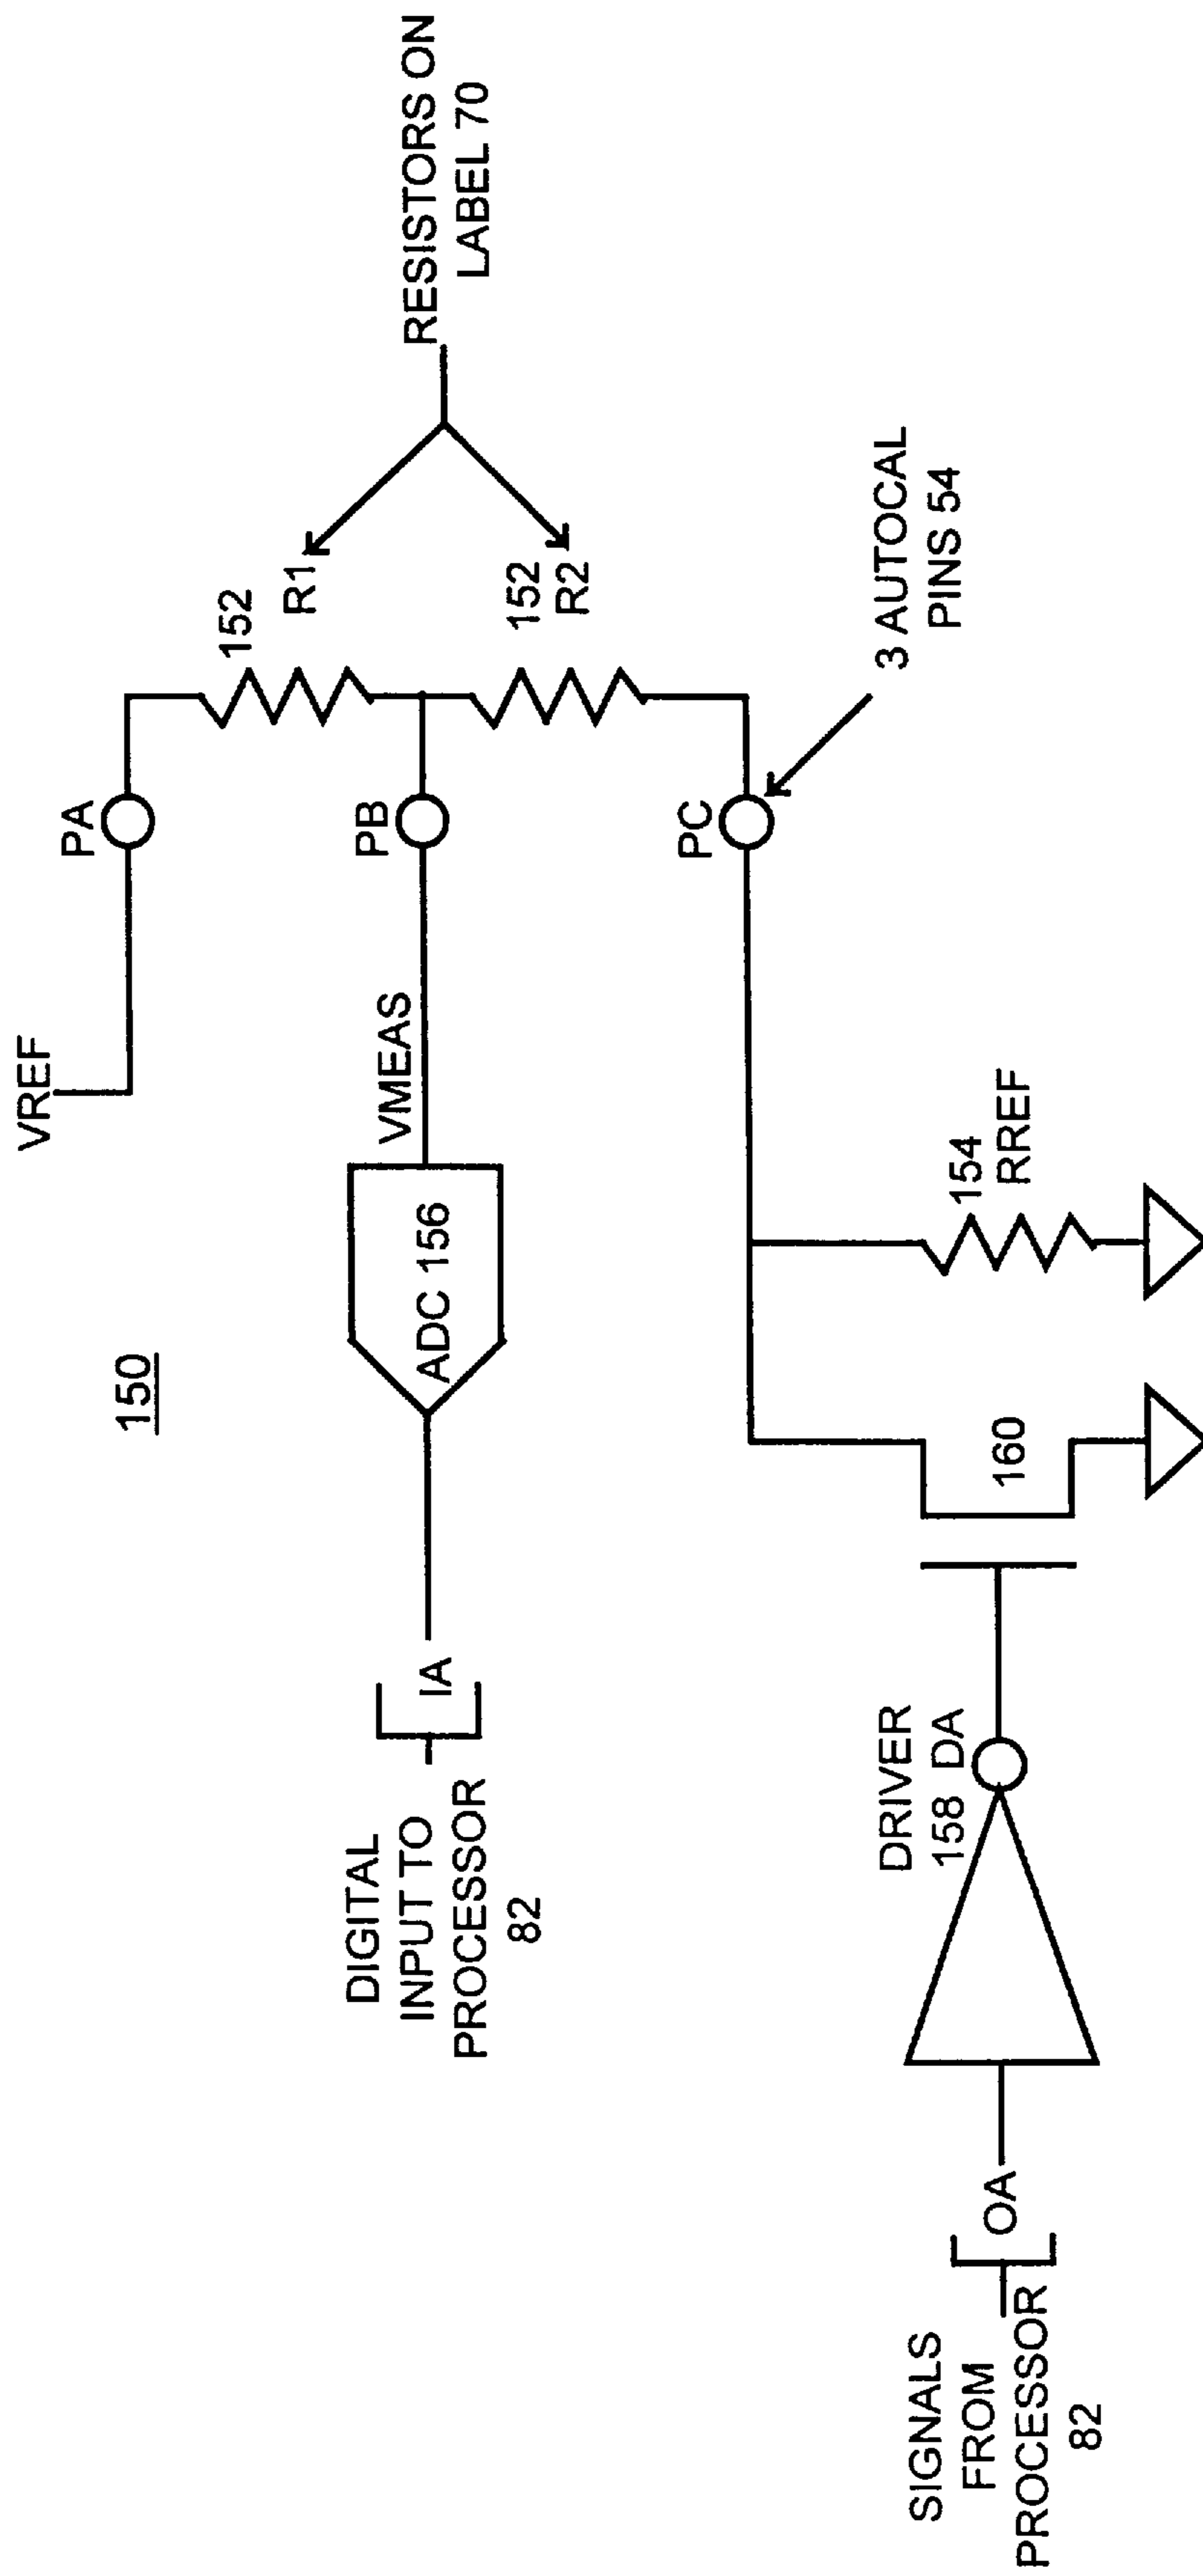 150
VREF
PA
152
R1
RESISTORS ON
LABEL 70
152
R2
PB
VMEAS
ADC 156
IA
DIGITAL
INPUT TO
PROCESSOR
82
PC
3 AUTOCAL
PINS 54
154
RREF
160
DRIVER
158 DA
OA
SIGNALS
FROM
PROCESSOR
82